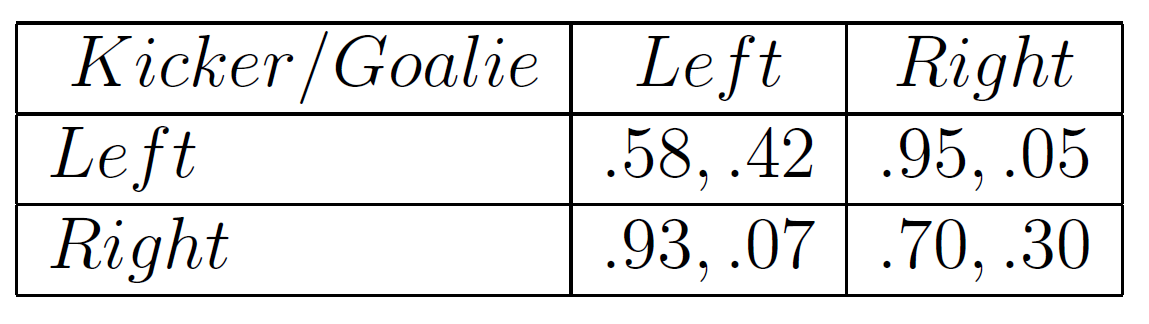 Kicker/Goalie Left Right
Left .58, .42 .95, .05
Right .93, .07 .70, .30